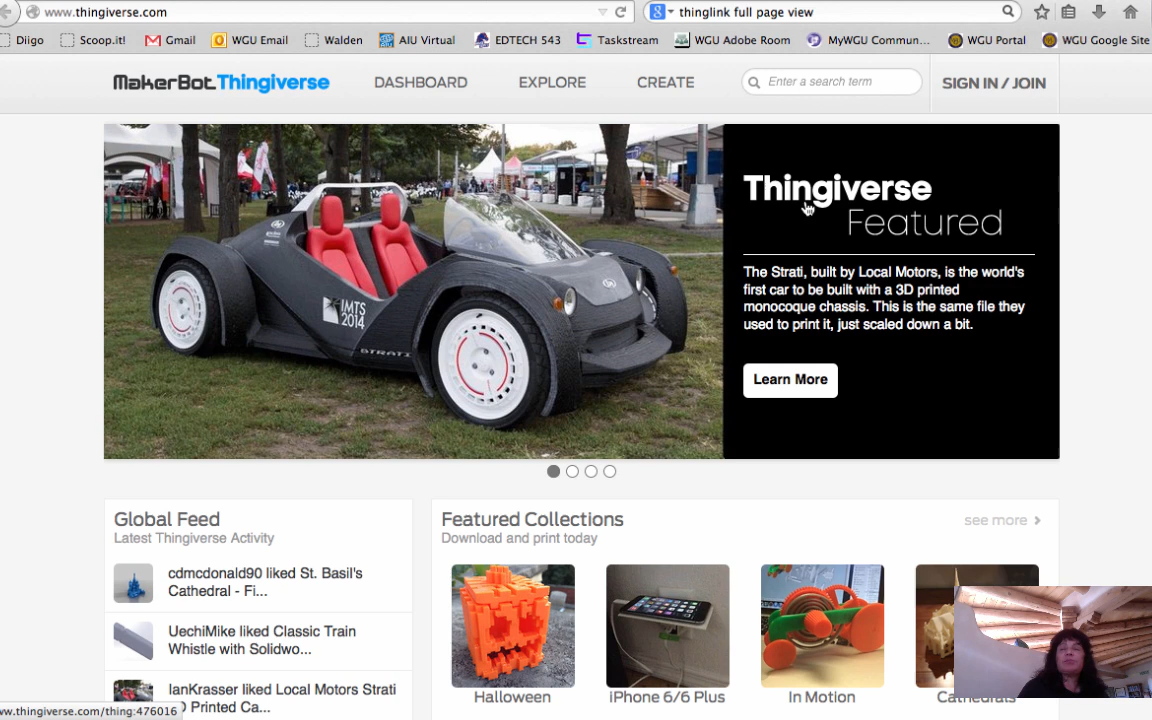 www.thingiverse.com
thinglink full page view
Diigo Scoop.it! Gmail WGU Email Walden AIU Virtual EDTECH 543 Taskstream WGU Adobe Room MyWGU Commun... WGU Portal WGU Google Site
MakerBot Thingiverse DASHBOARD EXPLORE CREATE Enter a search term SIGN IN / JOIN
IMTS
2014
STRATI
Thingiverse
Featured
The Strati, built by Local Motors, is the world's
first car to be built with a 3D printed
monocoque chassis. This is the same file they
used to print it, just scaled down a bit.
Learn More
Global Feed
Latest Thingiverse Activity
cdmcdonald90 liked St. Basil's
Cathedral - Fi...
UechiMike liked Classic Train
Whistle with Solidwo...
IanKrasser liked Local Motors Strati
D Printed Ca...
Featured Collections
see more
Download and print today
Halloween
iPhone 6/6 Plus
In Motion
Cathedrals
ww.thingiverse.com/thing:476016